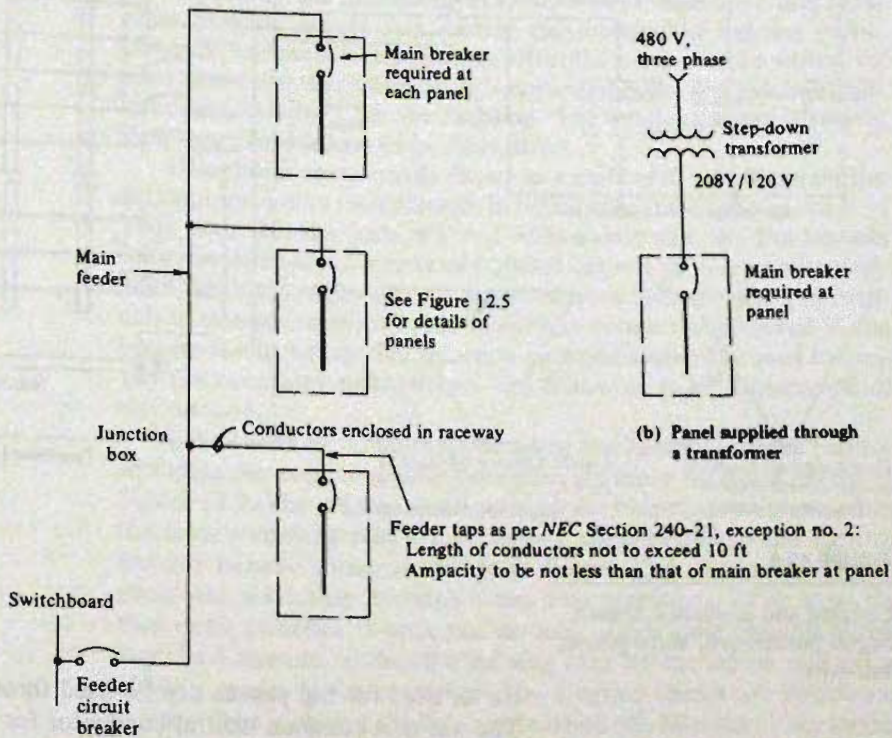 Main breaker
required at
each panel
480 V,
three phase
Step-down
transformer
208Y/120 V
Main
feeder
See Figure 12.5
for details of
panels
Main breaker
required at
panel
(b) Panel supplied through
a transformer
Junction
box
Conductors enclosed in raceway
Feeder taps as per NEC Section 240–21, exception no. 2:
Length of conductors not to exceed 10 ft
Ampacity to be not less than that of main breaker at panel
Switchboard
Feeder
circuit
breaker